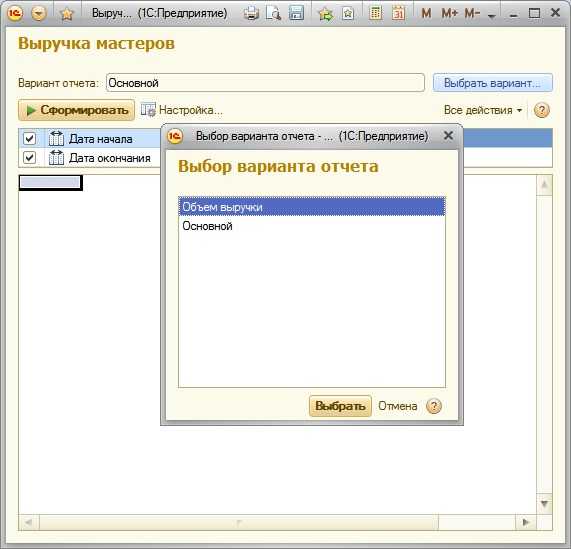 Выруч... (1С:Предприятие)
31 M M+ M-
Выручка мастеров
Вариант отчета: Основной Выбрать вариант...
Сформировать Настройка... Все действия ?
Дата начала
Дата окончания
Выбор варианта отчета - ... (1С:Предприятие)
Выбор варианта отчета
Объем выручки
Основной
Выбрать Отмена ?